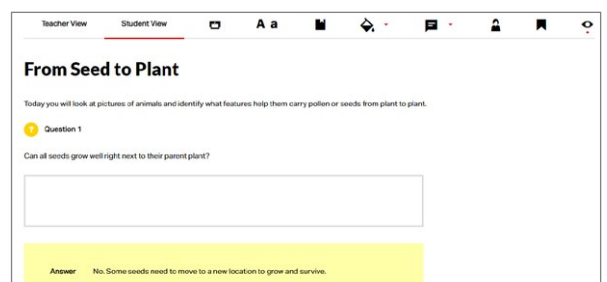 Teacher View Student View A a
From Seed to Plant
Today you will look at pictures of animals and identify what features help them carry pollen or seeds from plant to plant.
? Question 1
Can all seeds grow well right next to their parent plant?
Answer No. Some seeds need to move to a new location to grow and survive.